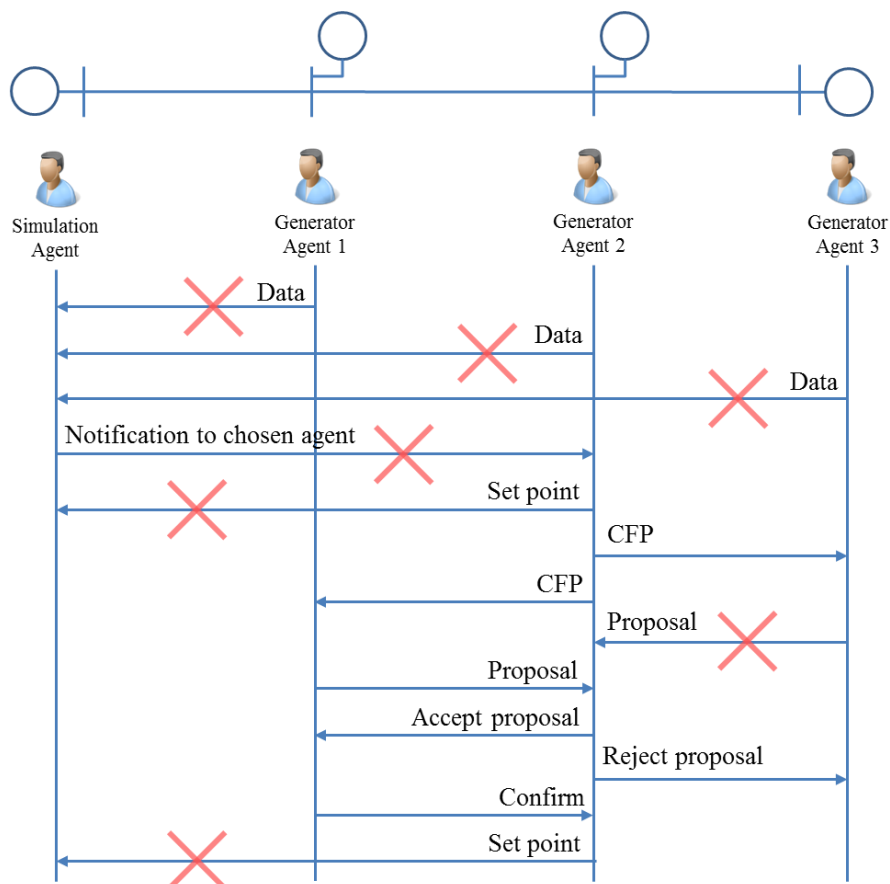 Simulation
Agent
Generator
Agent 1
Generator
Agent 2
Generator
Agent 3
Data
Data
Data
Notification to chosen agent
Set point
CFP
CFP
Proposal
Proposal
Accept proposal
Reject proposal
Confirm
Set point